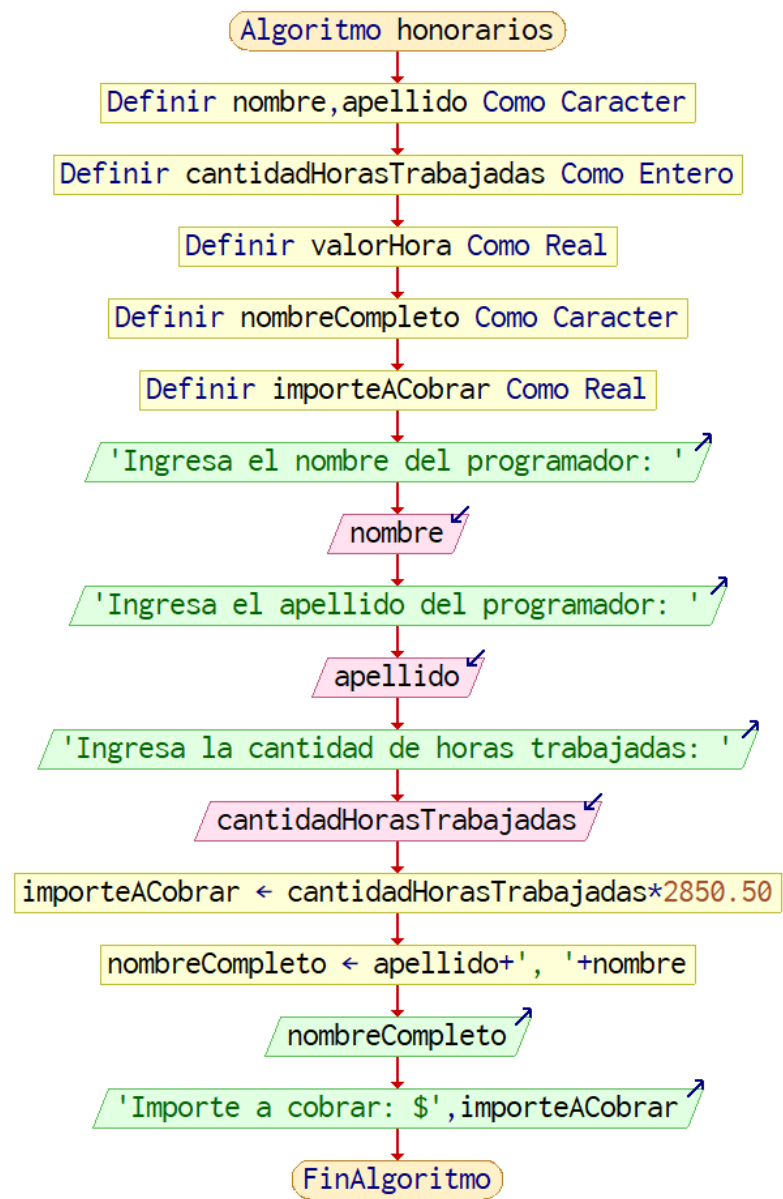 Algoritmo honorarios
Definir nombre,apellido Como Caracter
Definir cantidadHorasTrabajadas Como Entero
Definir valorHora Como Real
Definir nombreCompleto Como Caracter
Definir importeACobrar Como Real
'Ingresa el nombre del programador: '
nombre
'Ingresa el apellido del programador: '
apellido
'Ingresa la cantidad de horas trabajadas: '
cantidadHorasTrabajadas
importeACobrar ← cantidadHorasTrabajadas*2850.50
nombreCompleto ← apellido+', '+nombre
nombreCompleto
'Importe a cobrar: $',importeACobrar
FinAlgoritmo